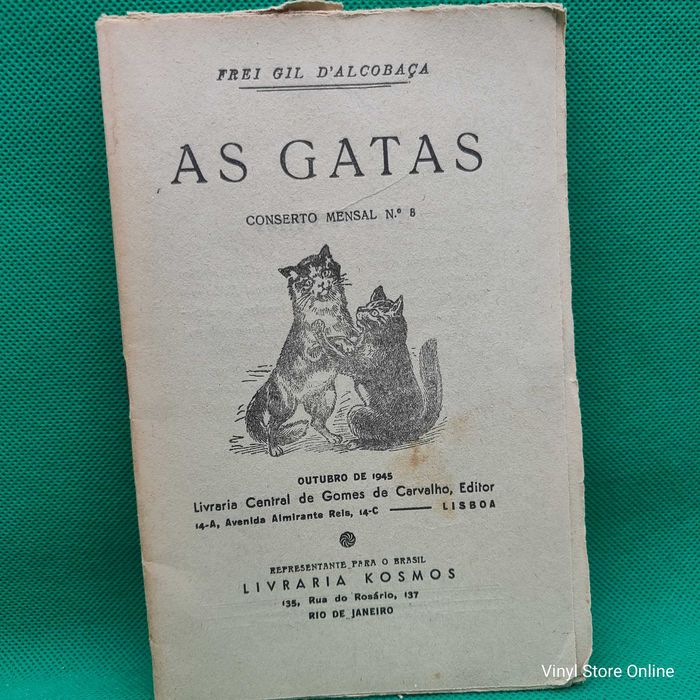 FREI GIL D'ALCOBAÇA
AS GATAS
CONSERTO MENSAL N.º 8
OUTUBRO DE 1945
Livraria Central de Gomes de Carvalho, Editor
14-A, Avenida Almirante Reis, 14-C —— LISBOA
REPRESENTANTE PARA O BRASIL
LIVRARIA KOSMOS
135, Rua do Rosário, 137
RIO DE JANEIRO
Vinyl Store Online